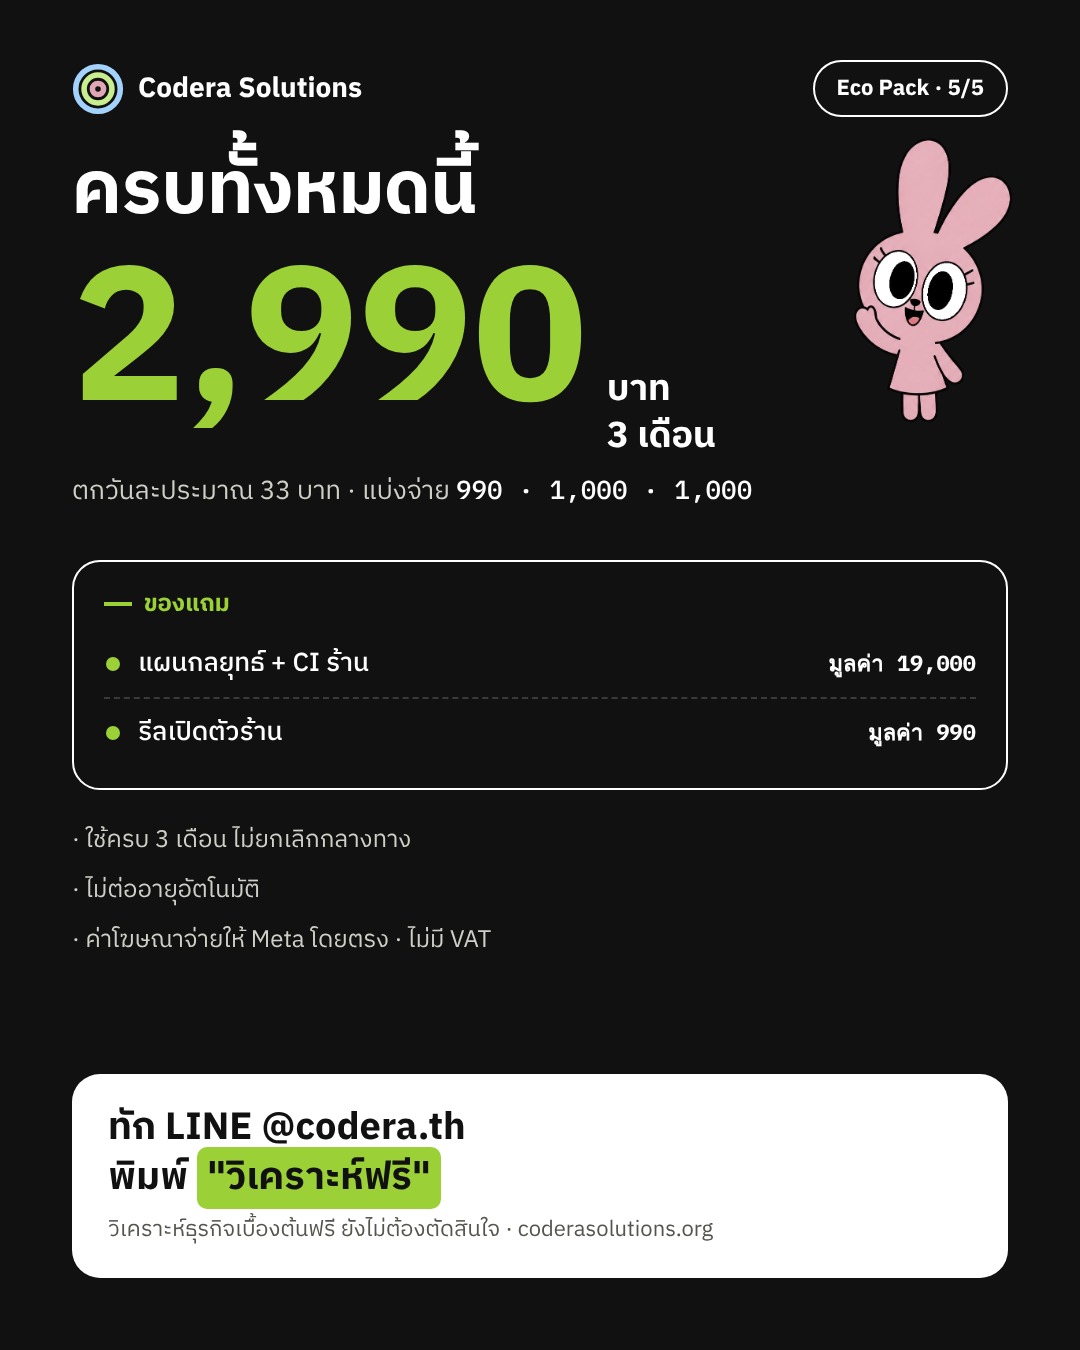 Codera Solutions
Eco Pack · 5/5
ครบทั้งหมดนี้
2,990
บาท
3 เดือน
ตกวันละประมาณ 33 บาท · แบ่งจ่าย 990 · 1,000 · 1,000
ของแถม
แผนกลยุทธ์ + CI ร้าน
มูลค่า 19,000
รีลเปิดตัวร้าน
มูลค่า 990
· ใช้ครบ 3 เดือน ไม่ยกเลิกกลางทาง
· ไม่ต่ออายุอัตโนมัติ
· ค่าโฆษณาจ่ายให้ Meta โดยตรง · ไม่มี VAT
ทัก LINE @codera.th
พิมพ์ "วิเคราะห์ฟรี"
วิเคราะห์ธุรกิจเบื้องต้นฟรี ยังไม่ต้องตัดสินใจ · coderasolutions.org